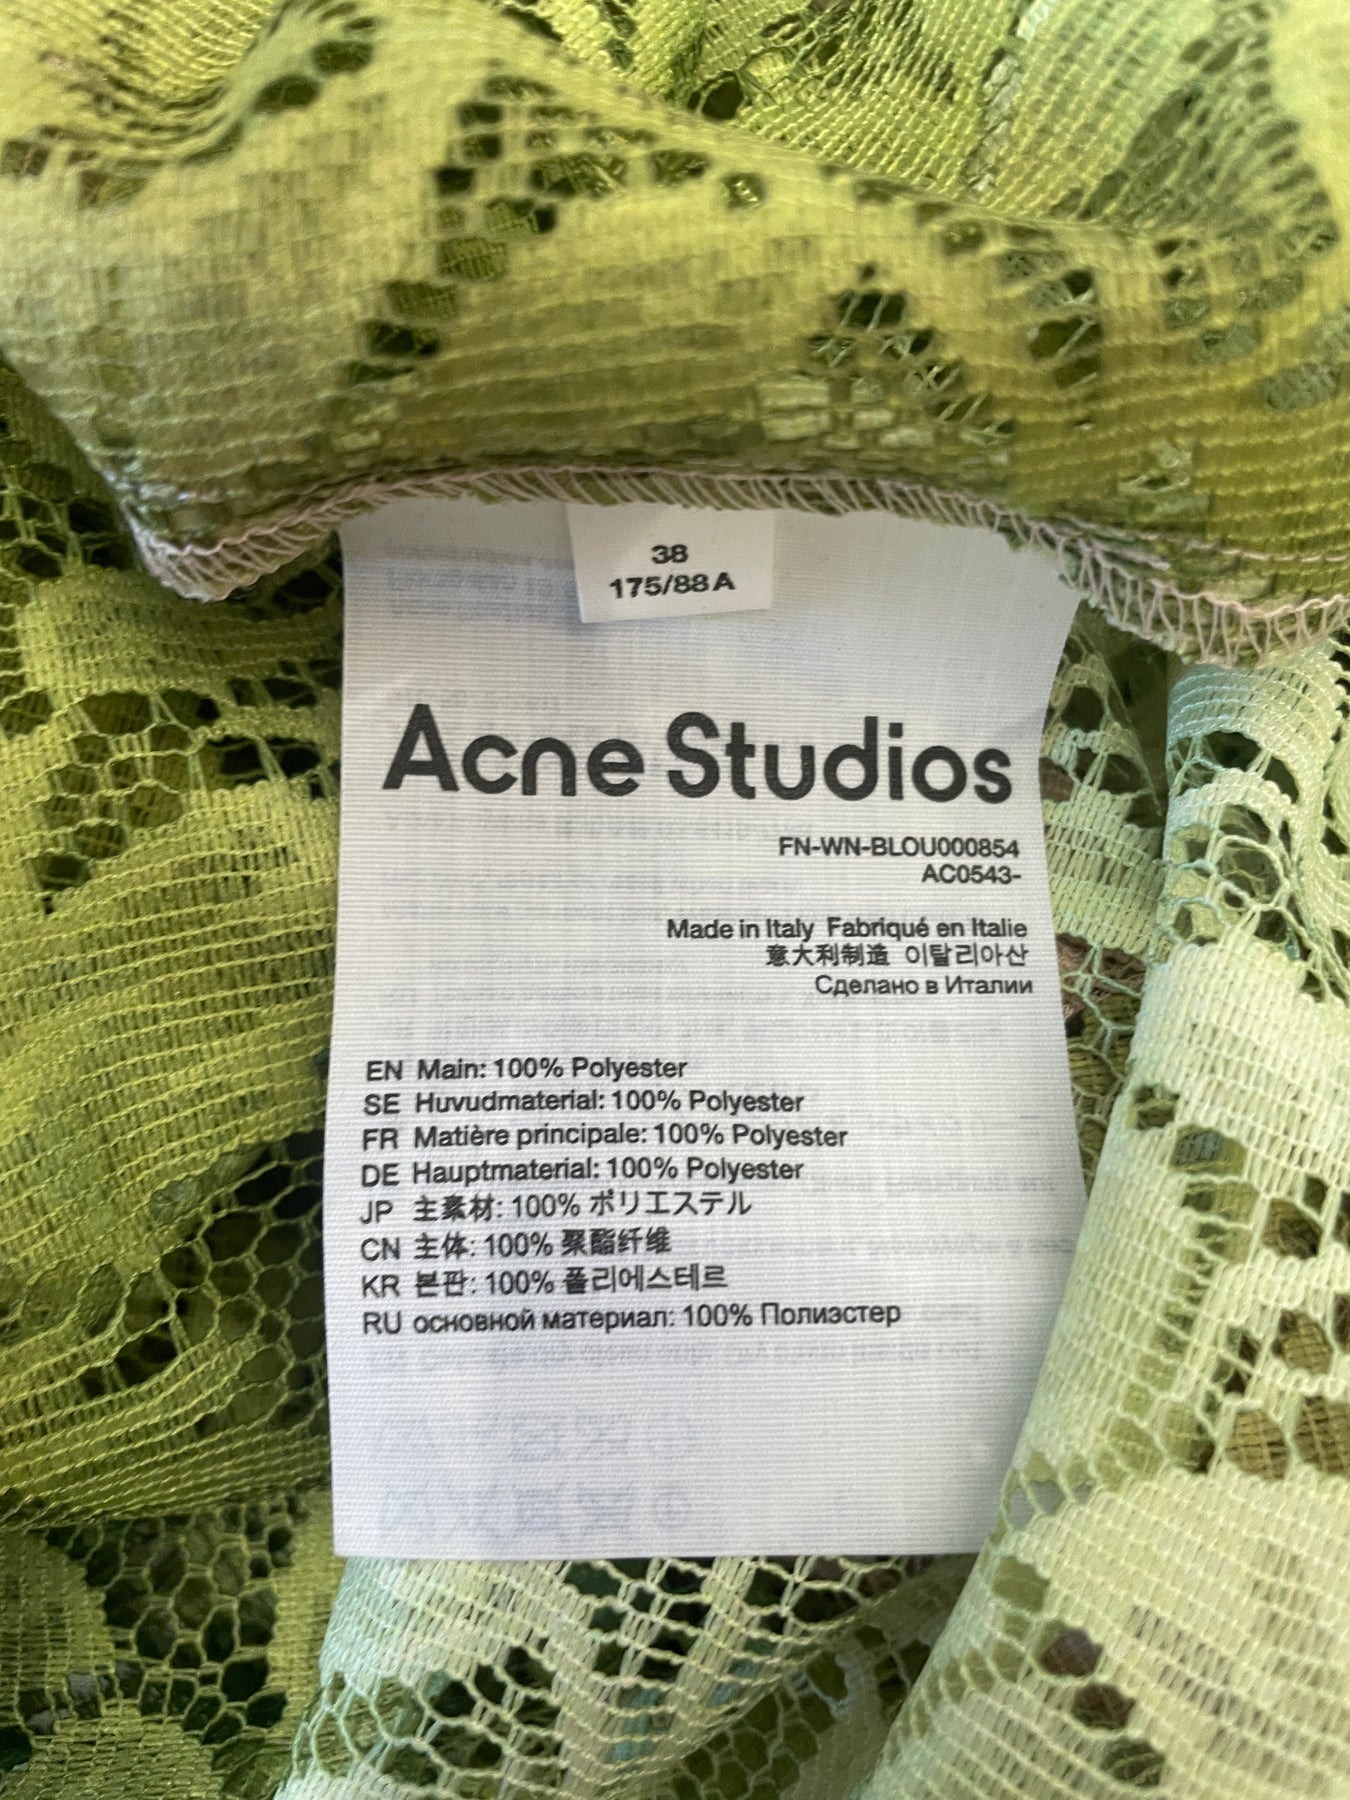 38
175/88A
Acne Studios
FN-WN-BLOU000854
AC0543-
Made in Italy Fabriqué en Italie
意大利制造 이탈리아산
Сделано в Италии
EN Main: 100% Polyester
SE Huvudmaterial: 100% Polyester
FR Matière principale: 100% Polyester
DE Hauptmaterial: 100% Polyester
JP 主素材: 100% ポリエステル
CN 主体: 100% 聚酯纤维
KR 본판: 100% 폴리에스테르
RU основной материал: 100% Полиэстер